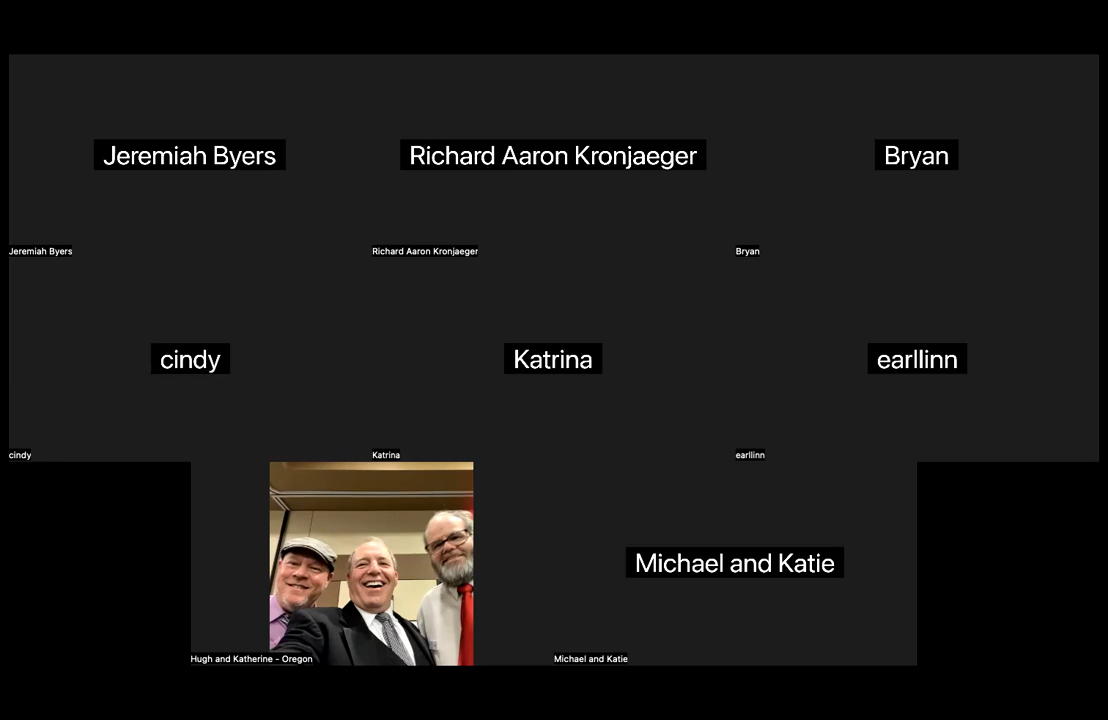 Jeremiah Byers
Richard Aaron Kronjaeger
Bryan
Jeremiah Byers
Richard Aaron Kronjaeger
Bryan
cindy
Katrina
earllinn
cindy
Katrina
earllinn
Michael and Katie
Hugh and Katherine - Oregon
Michael and Katie